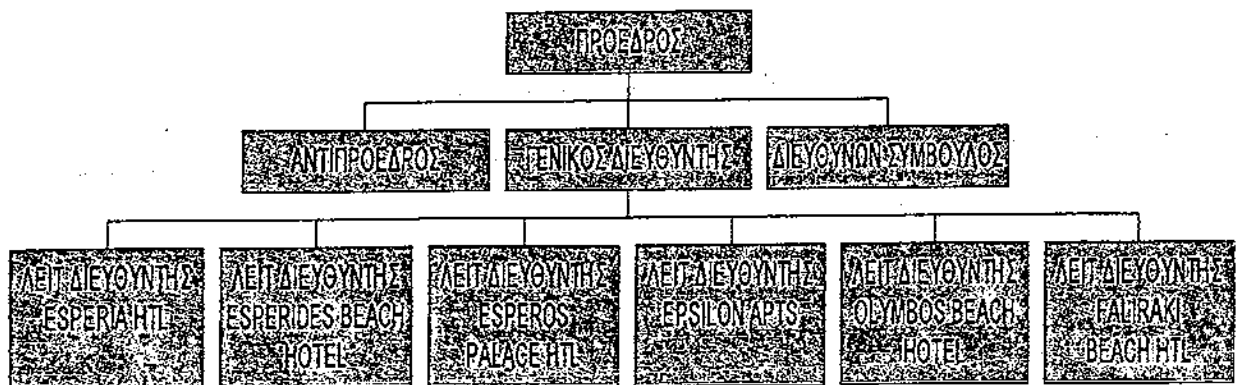 ΠΡΟΕΔΡΟΣ
ΑΝΤΙΠΡΟΕΔΡΟΣ
ΓΕΝΙΚΟΣ ΔΙΕΥΘΥΝΤΗΣ
ΔΙΕΥΘΥΝΩΝ ΣΥΜΒΟΥΛΟΣ
ΛΕΙΤ ΔΙΕΥΘΥΝΤΗΣ
ESPERIA HTL
ΛΕΙΤ ΔΙΕΥΘΥΝΤΗΣ
ESPERIDES BEACH
HOTEL
ΛΕΙΤ ΔΙΕΥΘΥΝΤΗΣ
ESPEROS
PALACE HTL
ΛΕΙΤ ΔΙΕΥΘΥΝΤΗΣ
EPSILON APTS
ΛΕΙΤ ΔΙΕΥΘΥΝΤΗΣ
OLYMBOS BEACH
HOTEL
ΛΕΙΤ ΔΙΕΥΘΥΝΤΗΣ
FALIRAKI
BEACH HTL